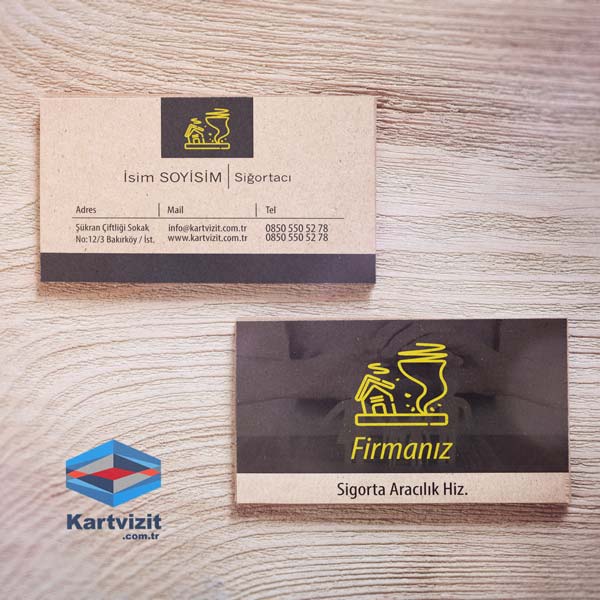 İsim SOYİSİM | Siğortacı
Adres | Mail | Tel
Şükran Çiftliği Sokak info@kartvizit.com.tr 0850 550 52 78
No:12/3 Bakırköy / İst. www.kartvizit.com.tr 0850 550 52 78
Firmanız
Sigorta Aracılık Hiz.
Kartvizit
.com.tr